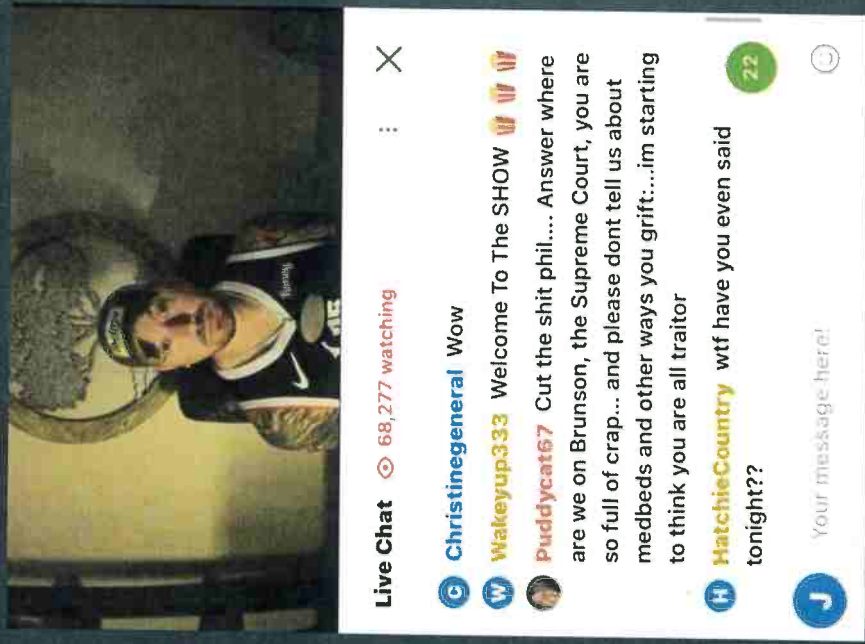 Live Chat 68,277 watching
C Christinegeneral Wow
W Wakeyup333 Welcome To The SHOW
Puddycat67 Cut the shit phil.... Answer where
are we on Brunson, the Supreme Court, you are
so full of crap... and please dont tell us about
medbeds and other ways you grift:...im starting
to think you are all traitor
H HatchieCountry wtf have you even said
tonight??
22
J Your message here!